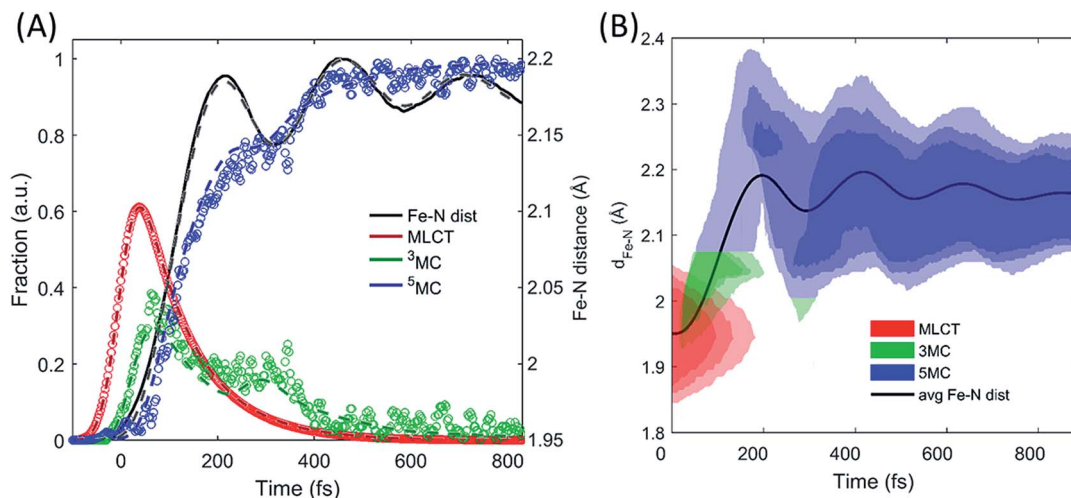 (A)
Fraction (a.u.)
1
0.8
0.6
0.4
0.2
0
0 200 400 600 800
Time (fs)
2.2
2.15
2.1
2.05
2
1.95
Fe-N distance (Å)
Fe-N dist
MLCT
³MC
⁵MC
(B)
d_Fe-N (Å)
2.4
2.3
2.2
2.1
2
1.9
1.8
0 200 400 600 800
Time (fs)
MLCT
3MC
5MC
avg Fe-N dist